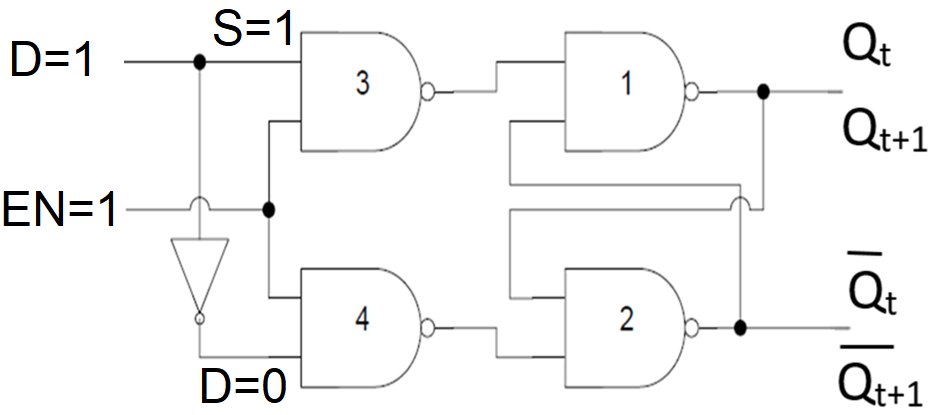 S=1
D=1
3
1
Qt
Qt+1
EN=1
4
2
D=0
Q̅t
Q̅t̅+̅1̅